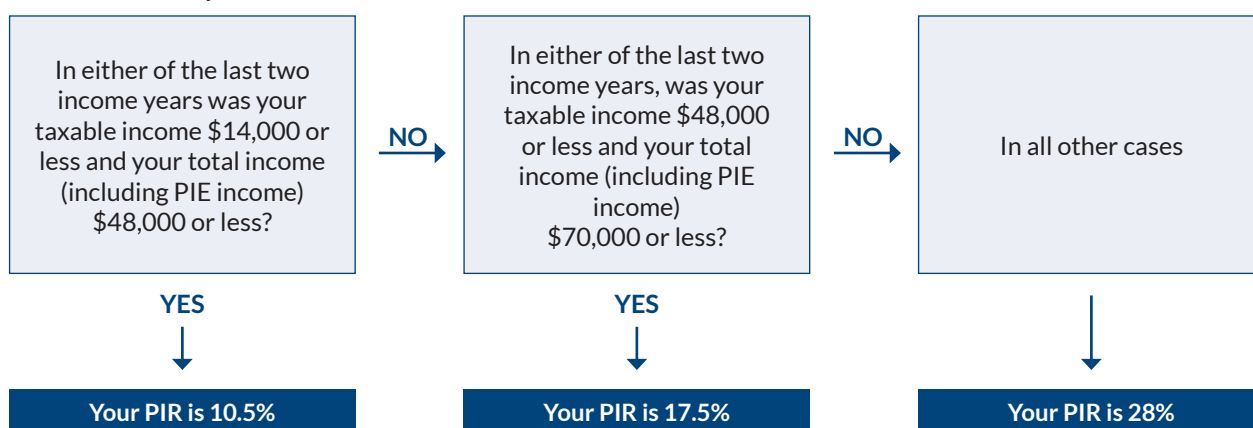 In either of the last two
income years was your
taxable income $14,000 or
less and your total income
(including PIE income)
$48,000 or less?
NO
In either of the last two
income years, was your
taxable income $48,000
or less and your total
income (including PIE
income)
$70,000 or less?
NO
In all other cases
YES
YES
Your PIR is 10.5%
Your PIR is 17.5%
Your PIR is 28%